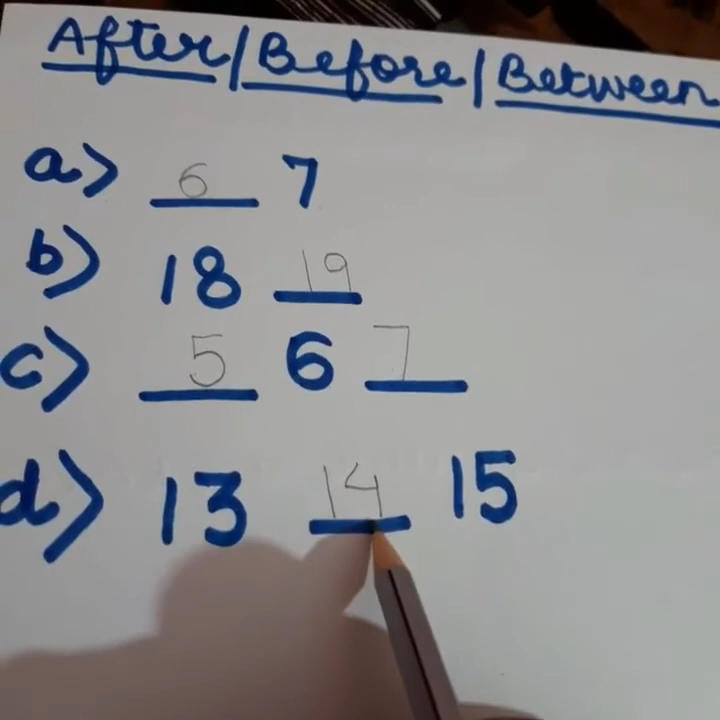 After/Before/Between
a> 6 7
b) 18 19
c) 5 6 7
d) 13 14 15